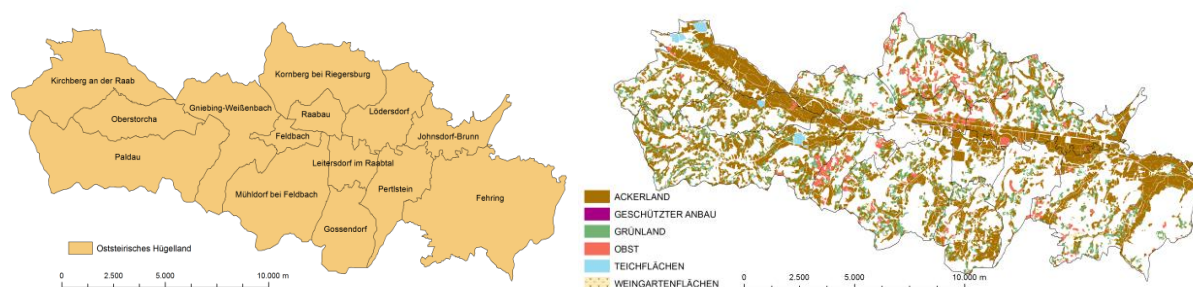 Kirchberg an der Raab
Kornberg bei Riegersburg
Gniebing-Weißenbach
Oberstorcha
Raabau
Lödersdorf
Feldbach
Johnsdorf-Brunn
Paldau
Leitersdorf im Raabtal
Mühldorf bei Feldbach
Pertlstein
Fehring
Gossendorf
Oststeirisches Hügelland
0 2.500 5.000 10.000 m
ACKERLAND
GESCHÜTZTER ANBAU
GRÜNLAND
OBST
TEICHFLÄCHEN
WEINGARTENFLÄCHEN
0 2.500 5.000 10.000 m